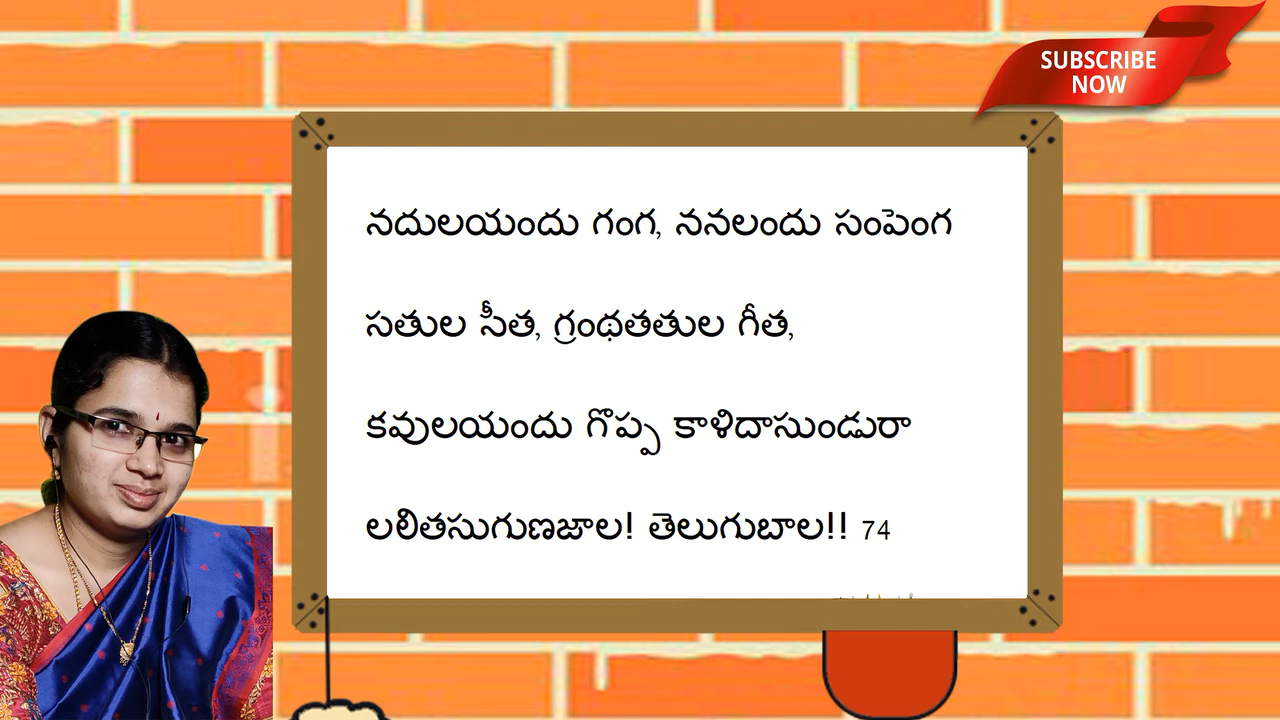 SUBSCRIBE
NOW
నదులయందు గంగ, ననలందు సంపెంగ
సతుల సీత, గ్రంథతతుల గీత,
కవులయందు గొప్ప కాళిదాసుండురా
లలితసుగుణజాల! తెలుగుబాల!! 74